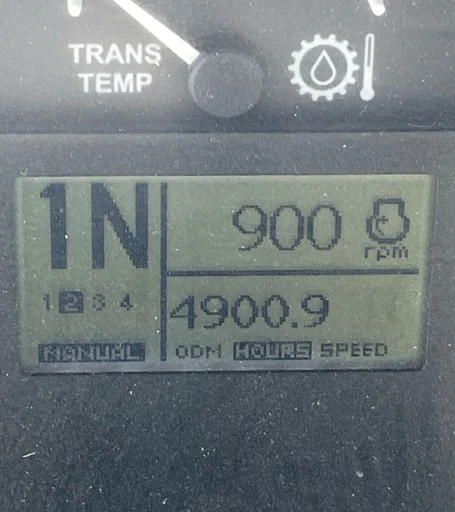 TRANS
TEMP
1N
900
rpm
1 2 3 4
4900.9
MANUAL
ODM HOURS SPEED